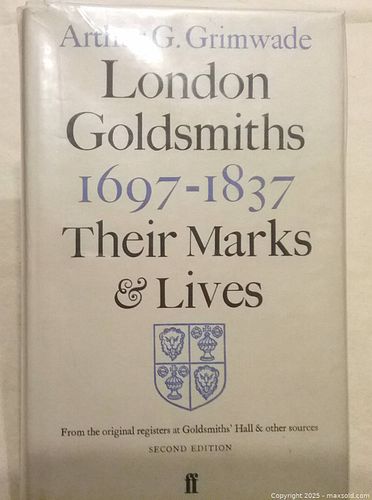 Arthur G. Grimwade
London
Goldsmiths
1697-1837
Their Marks
& Lives
From the original registers at Goldsmiths' Hall & other sources
SECOND EDITION
ff
Copyright 2025 - maxsold.com